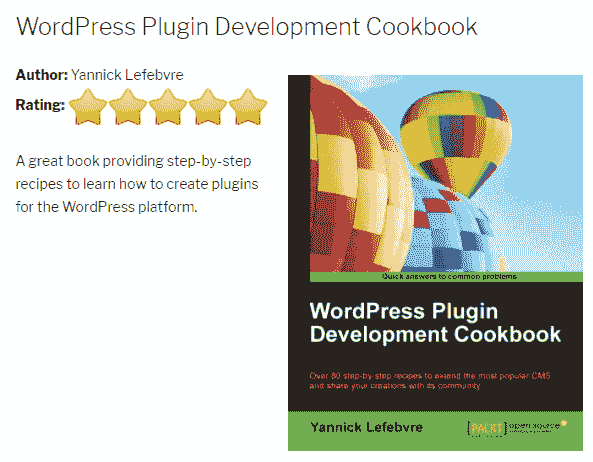 WordPress Plugin Development Cookbook
Author: Yannick Lefebvre
Rating:
A great book providing step-by-step
recipes to learn how to create plugins
for the WordPress platform.
Quick answers to common problems
WordPress Plugin
Development Cookbook
Over 80 step-by-step recipes to extend the most popular CMS
and share your creations with its community
Yannick Lefebvre
[PACKT] open source